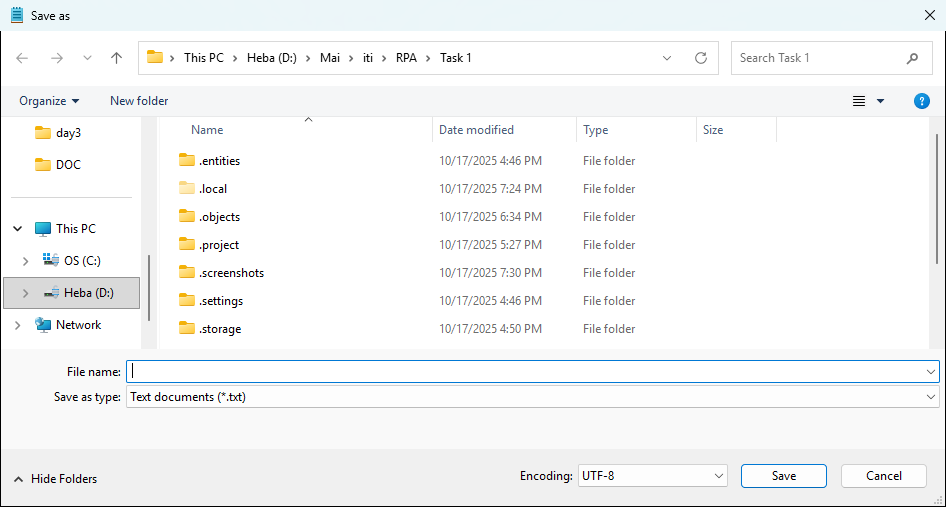 Save as
This PC > Heba (D:) > Mai > iti > RPA > Task 1
Search Task 1
Organize
New folder
?
day3
DOC
This PC
OS (C:)
Heba (D:)
Network
Name Date modified Type Size
.entities 10/17/2025 4:46 PM File folder
.local 10/17/2025 7:24 PM File folder
.objects 10/17/2025 6:34 PM File folder
.project 10/17/2025 5:27 PM File folder
.screenshots 10/17/2025 7:30 PM File folder
.settings 10/17/2025 4:46 PM File folder
.storage 10/17/2025 4:50 PM File folder
File name:
Save as type: Text documents (*.txt)
Hide Folders
Encoding: UTF-8
Save
Cancel